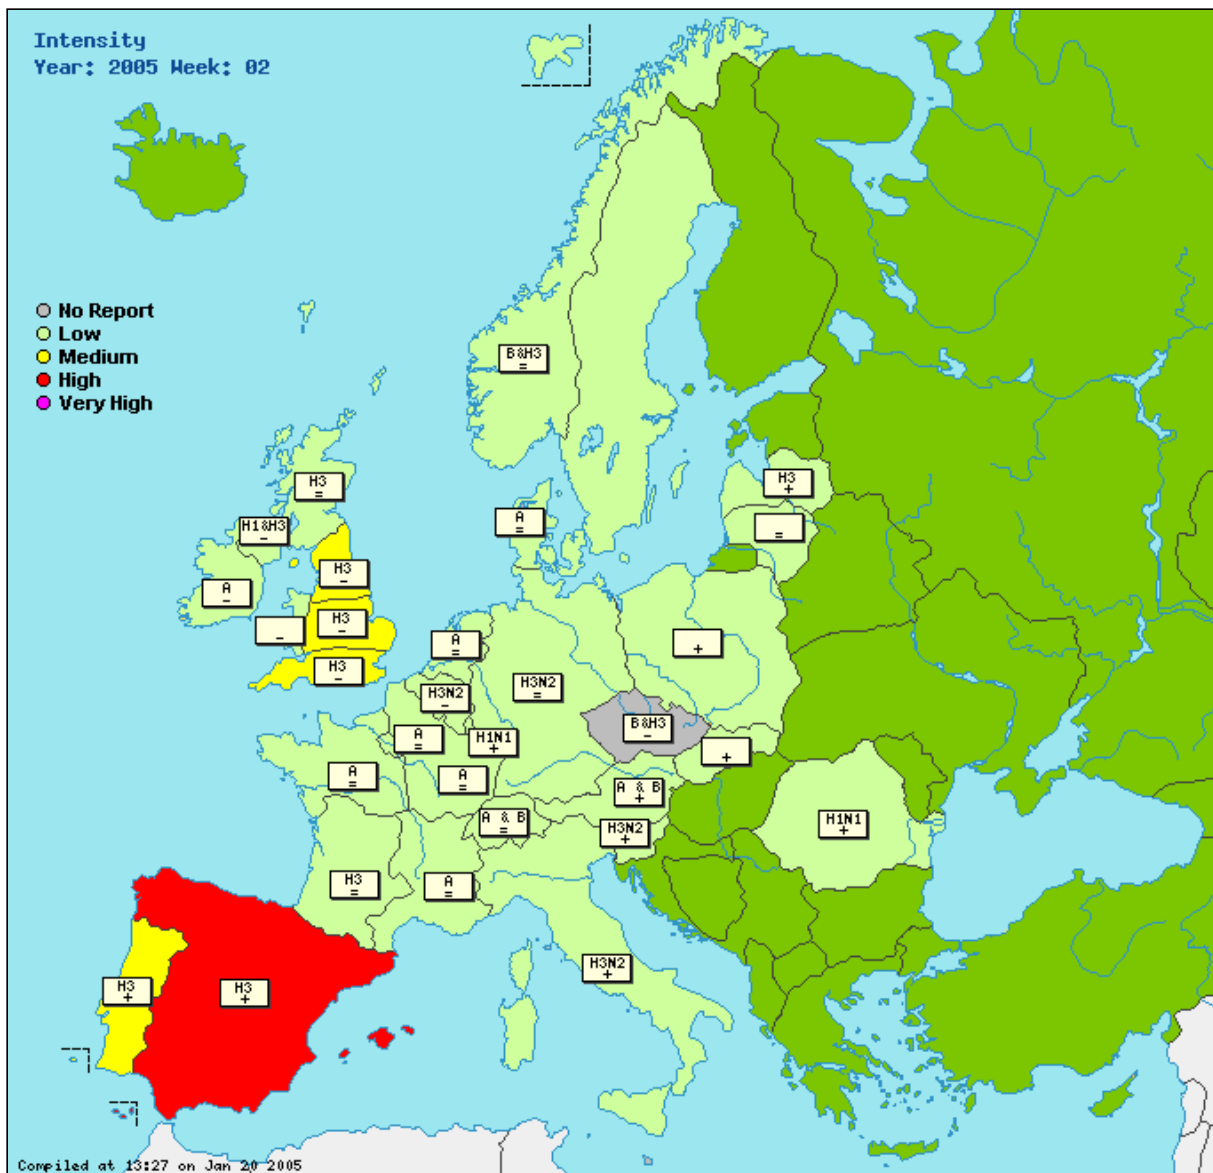 Intensity
Year: 2005 Week: 02
No Report
Low
Medium
High
Very High
B&H3
=
H3
=
H3
+
A
=
=
H1&H3
–
H3
–
A
–
H3
–
–
A
=
+
H3
–
H3N2
=
H3N2
–
B&H3
–
A
=
H1N1
+
+
A
=
A
=
A & B
+
A & B
=
H3N2
+
H1N1
+
H3
=
A
=
H3N2
+
H3
+
H3
+
Compiled at 13:27 on Jan 20 2005